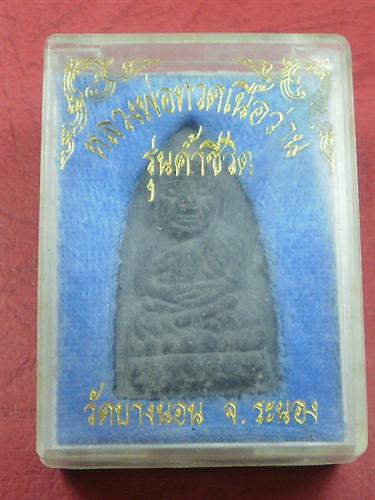 หลวงพ่อทวดเนื้อว่าน
รุ่นค้ำชีวิต
วัดบางนอน จ.ระนอง